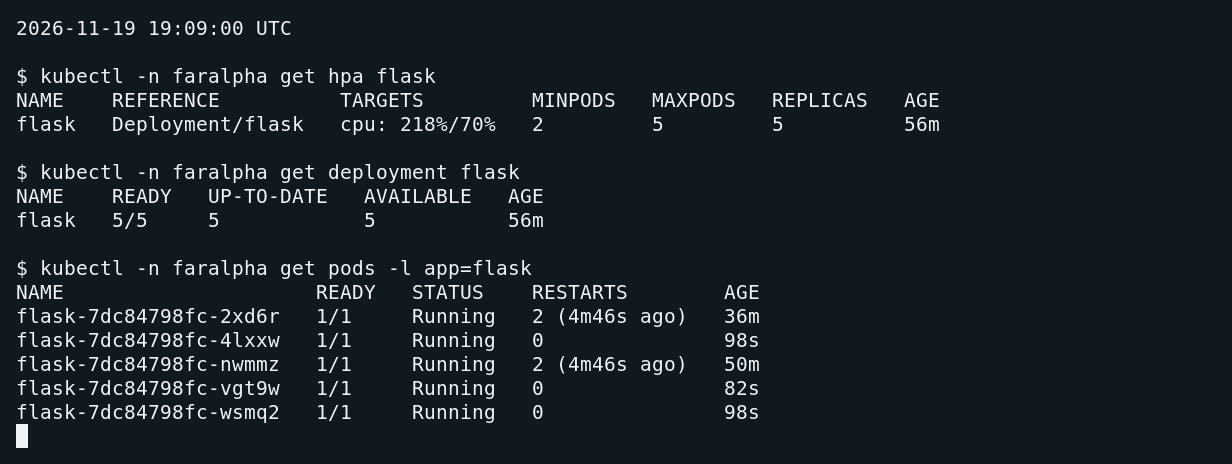 2026-11-19 19:09:00 UTC
$ kubectl -n faralpha get hpa flask
NAME    REFERENCE          TARGETS         MINPODS   MAXPODS   REPLICAS   AGE
flask   Deployment/flask   cpu: 218%/70%   2         5         5          56m
$ kubectl -n faralpha get deployment flask
NAME    READY   UP-TO-DATE   AVAILABLE   AGE
flask   5/5     5            5           56m
$ kubectl -n faralpha get pods -l app=flask
NAME                     READY   STATUS    RESTARTS        AGE
flask-7dc84798fc-2xd6r   1/1     Running   2 (4m46s ago)   36m
flask-7dc84798fc-4lxxw   1/1     Running   0               98s
flask-7dc84798fc-nwmmz   1/1     Running   2 (4m46s ago)   50m
flask-7dc84798fc-vgt9w   1/1     Running   0               82s
flask-7dc84798fc-wsmq2   1/1     Running   0               98s